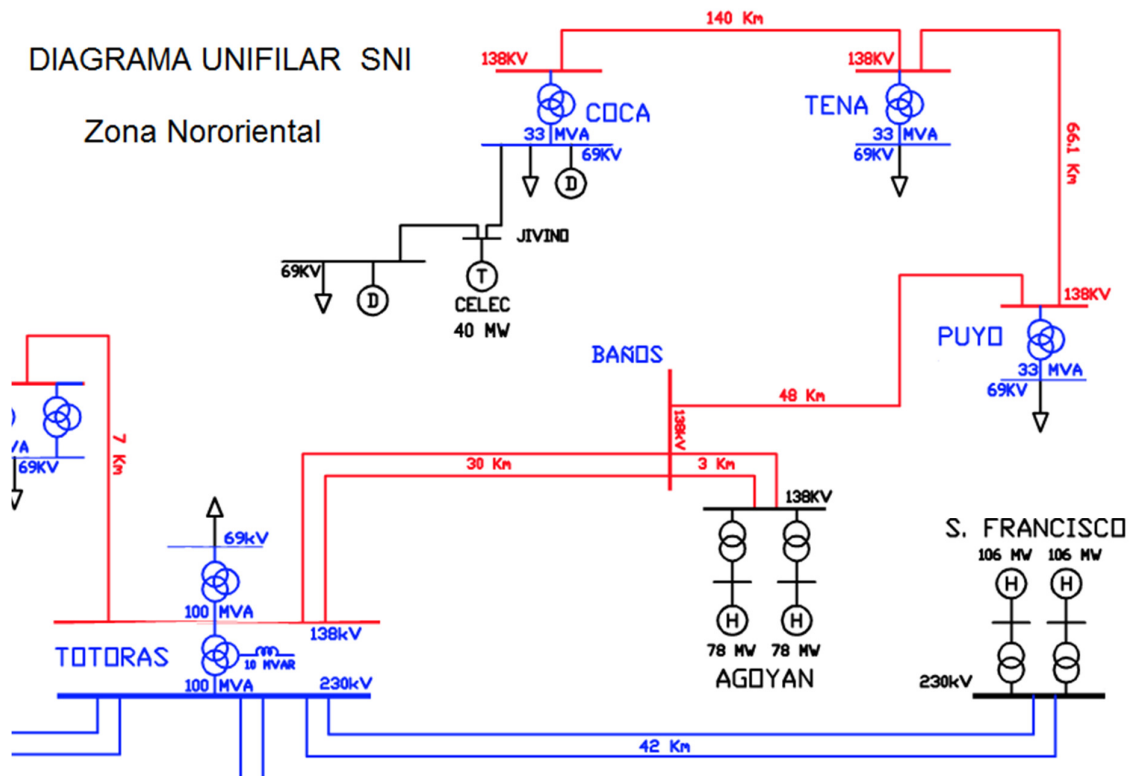 140 Km
DIAGRAMA UNIFILAR SNI
138KV
138KV
COCA
TENA
Zona Nororiental
33 MVA
69KV
33 MVA
69KV
66.1 Km
D
JIVINO
69KV
D
T
CELEC
40 MW
138KV
PUYO
33 MVA
69KV
BAÑOS
48 Km
138KV
VA
69KV
7 Km
30 Km
3 Km
138KV
S. FRANCISCO
106 MW 106 MW
H H
69kV
100 MVA
138kV
H H
78 MW 78 MW
AGOYAN
TOTORAS
10 MVAR
100 MVA
230kV
230kV
42 Km